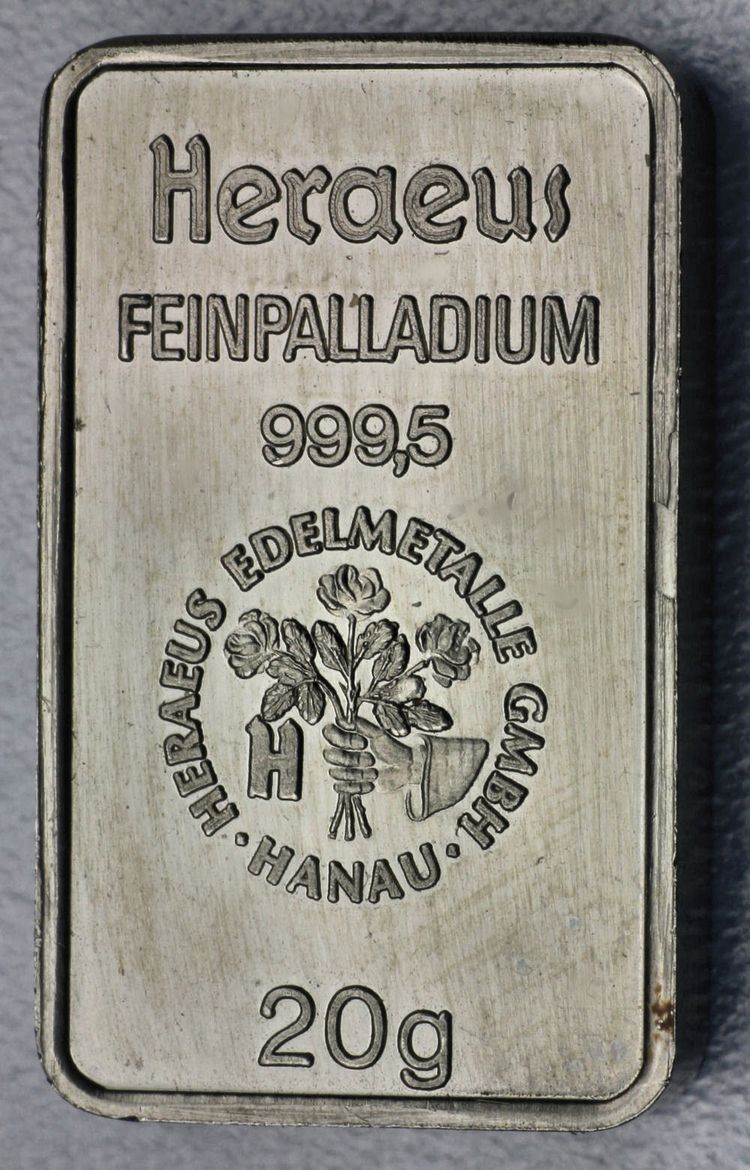 Heraeus
FEINPALLADIUM
999,5
HERAEUS EDELMETALLE GMBH
· HANAU ·
H
20g